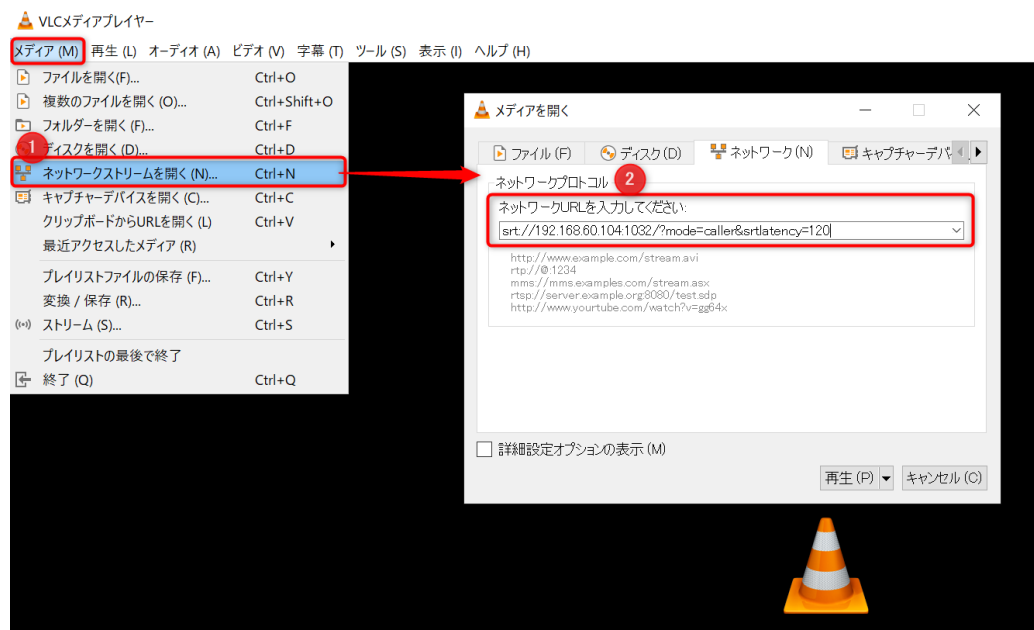 VLCメディアプレイヤー
メディア (M) 再生 (L) オーディオ (A) ビデオ (V) 字幕 (T) ツール (S) 表示 (I) ヘルプ (H)
ファイルを開く(F)... Ctrl+O
複数のファイルを開く (O)... Ctrl+Shift+O
フォルダーを開く (F)... Ctrl+F
1
ディスクを開く (D)... Ctrl+D
ネットワークストリームを開く (N)... Ctrl+N
キャプチャーデバイスを開く (C)... Ctrl+C
クリップボードからURLを開く (L) Ctrl+V
最近アクセスしたメディア (R)
プレイリストファイルの保存 (F)... Ctrl+Y
変換 / 保存 (R)... Ctrl+R
ストリーム (S)... Ctrl+S
プレイリストの最後で終了
終了 (Q) Ctrl+Q
メディアを開く
ファイル (F) ディスク (D) ネットワーク (N) キャプチャーデバ
ネットワークプロトコル 2
ネットワークURLを入力してください:
srt://192.168.60.104:1032/?mode=caller&srtlatency=120
http://www.example.com/stream.avi
rtp://@:1234
mms://mms.examples.com/stream.asx
rtsp://server.example.org:8080/test.sdp
http://www.yourtube.com/watch?v=gg64x
詳細設定オプションの表示 (M)
再生 (P) キャンセル (C)